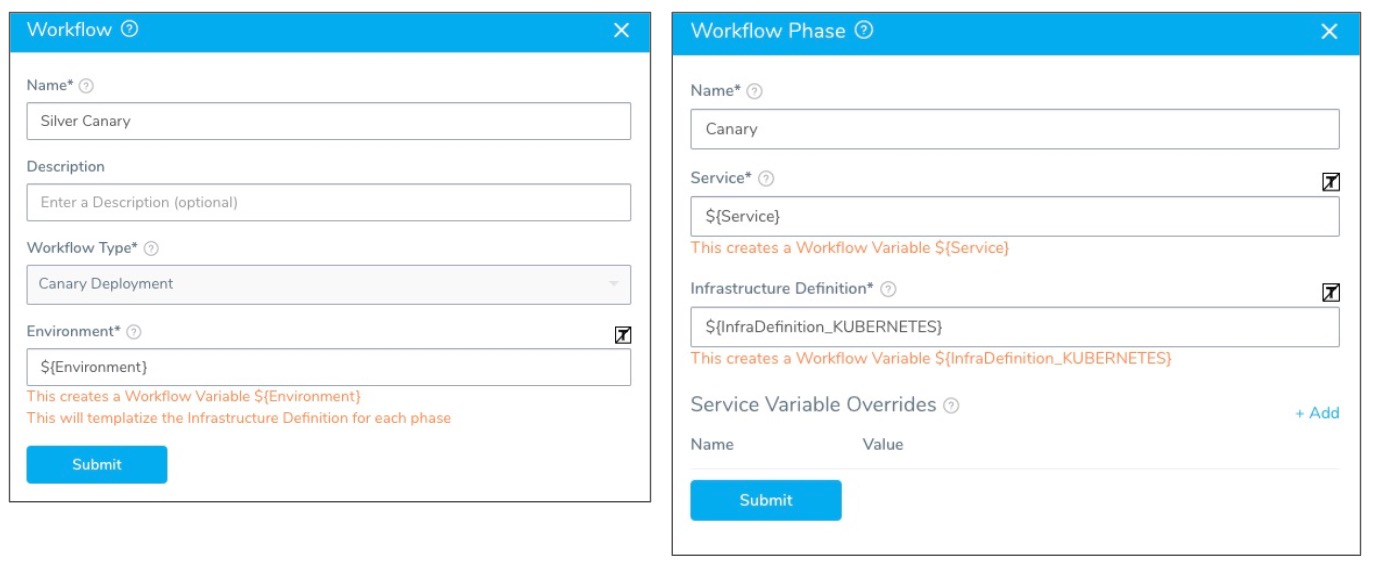 Workflow ?
Name* ?
Silver Canary
Description
Enter a Description (optional)
Workflow Type* ?
Canary Deployment
Environment* ?
T
${Environment}
This creates a Workflow Variable ${Environment}
This will templatize the Infrastructure Definition for each phase
Submit
Workflow Phase ?
Name* ?
Canary
Service* ?
T
${Service}
This creates a Workflow Variable ${Service}
Infrastructure Definition* ?
T
${InfraDefinition_KUBERNETES}
This creates a Workflow Variable ${InfraDefinition_KUBERNETES}
Service Variable Overrides ?
+ Add
Name Value
Submit